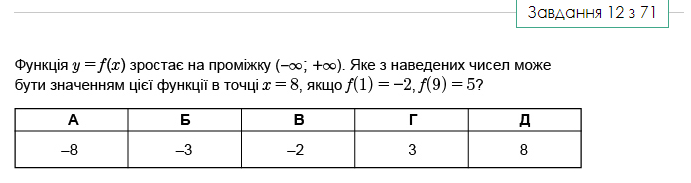 Завдання 12 з 71
Функція y = f(x) зростає на проміжку (−∞; +∞). Яке з наведених чисел може
бути значенням цієї функції в точці x = 8, якщо f(1) = −2, f(9) = 5?
А Б В Г Д
–8 –3 –2 3 8